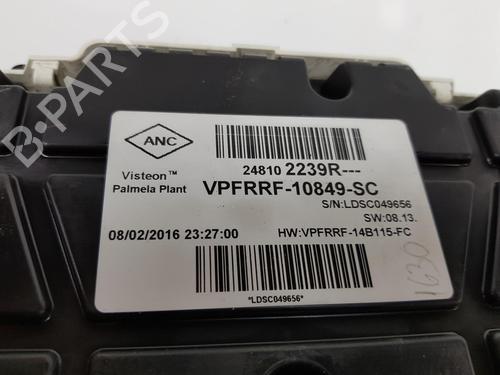 B-PARTS
ANC
24810 2239R---
Visteon™
Palmela Plant
VPFRRF-10849-SC
S/N:LDSC049656
SW:08.13.
08/02/2016 23:27:00
HW:VPFRRF-14B115-FC
*LDSC049656*
1630